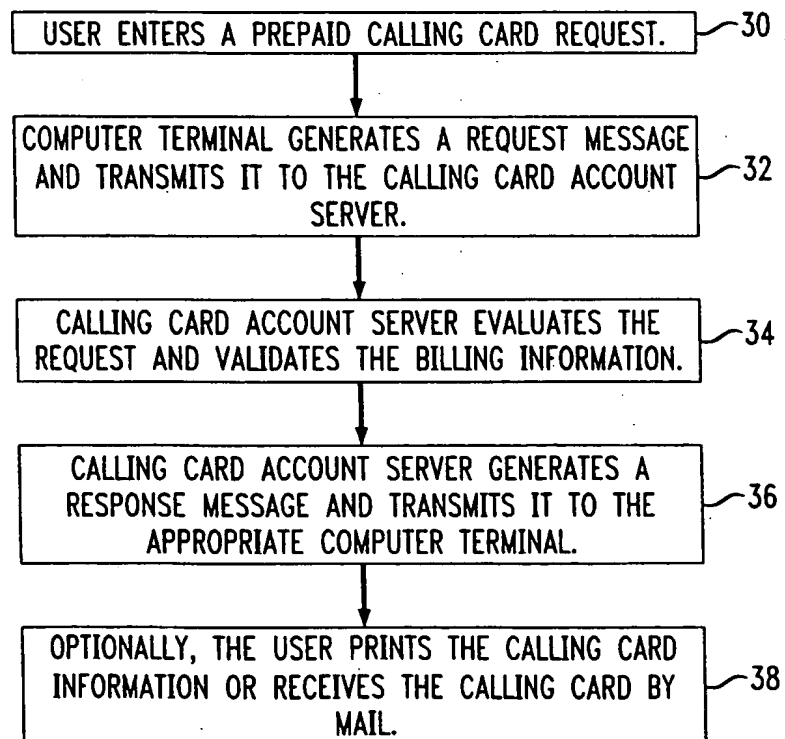 USER ENTERS A PREPAID CALLING CARD REQUEST.
30
COMPUTER TERMINAL GENERATES A REQUEST MESSAGE
AND TRANSMITS IT TO THE CALLING CARD ACCOUNT
SERVER.
32
CALLING CARD ACCOUNT SERVER EVALUATES THE
REQUEST AND VALIDATES THE BILLING INFORMATION.
34
CALLING CARD ACCOUNT SERVER GENERATES A
RESPONSE MESSAGE AND TRANSMITS IT TO THE
APPROPRIATE COMPUTER TERMINAL.
36
OPTIONALLY, THE USER PRINTS THE CALLING CARD
INFORMATION OR RECEIVES THE CALLING CARD BY
MAIL.
38